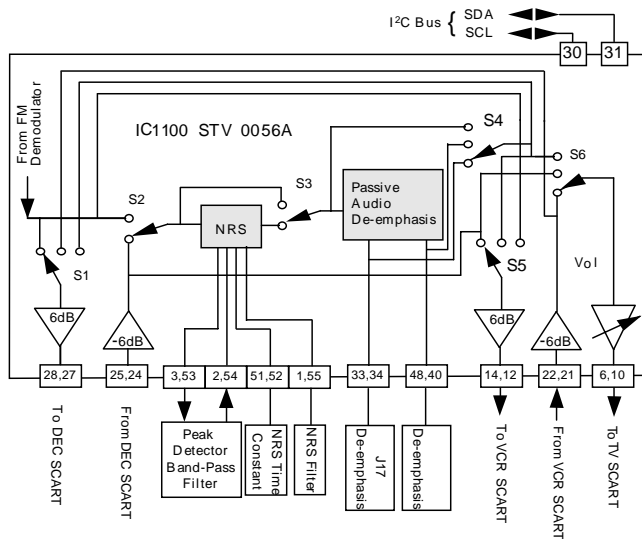 I²C Bus { SDA
SCL
30
31
From FM
Demodulator
IC1100 STV 0056A
S4
S6
S3
S2
Passive
Audio
De-emphasis
NRS
S1
S5
Vol
6dB
-6dB
6dB
-6dB
28,27
25,24
3,53
2,54
51,52
1,55
33,34
48,40
14,12
22,21
6,10
To DEC SCART
From DEC SCART
Peak
Detector
Band-Pass
Filter
NRS Time
Constant
NRS Filter
J17
De-emphasis
De-emphasis
To VCR SCART
From VCR SCART
To TV SCART